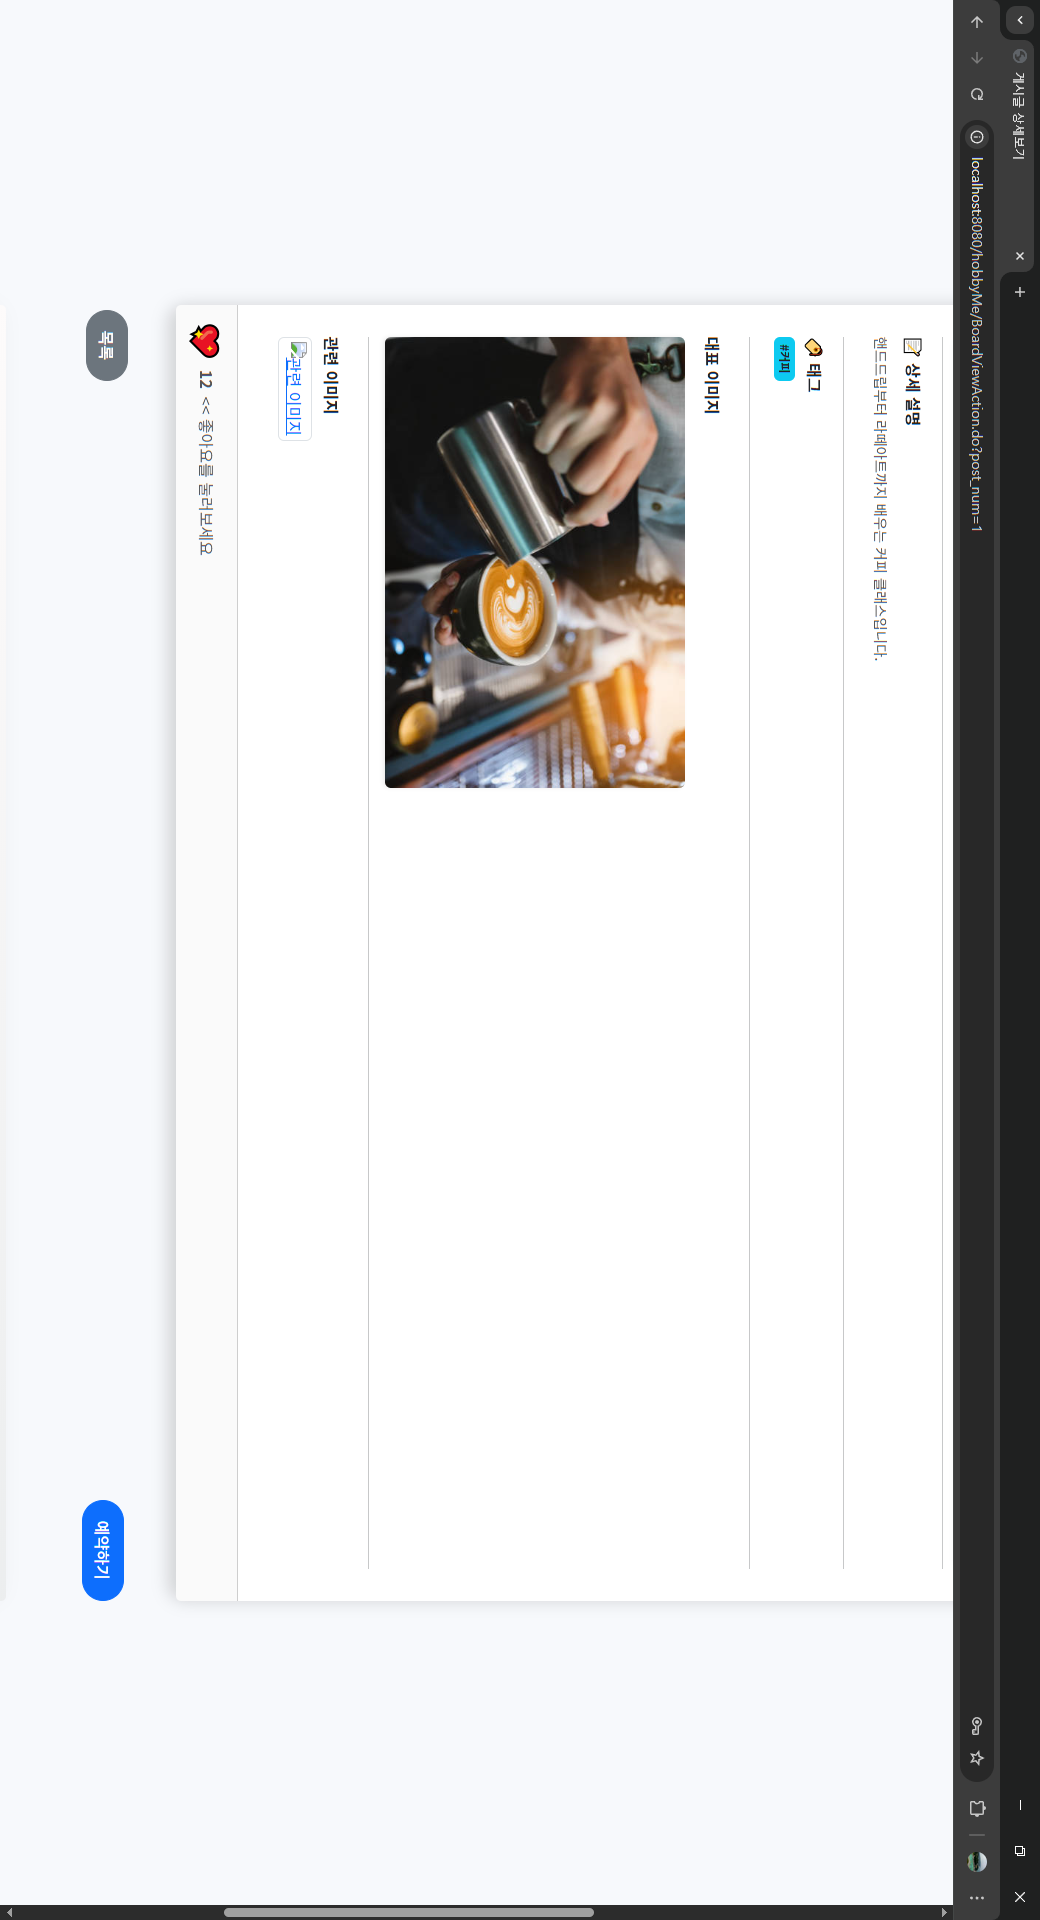 게시글 상세보기
localhost:8080/hobbyMe/BoardViewAction.do?post_num=1
상세 설명
핸드드립부터 라떼아트까지 배우는 커피 클래스입니다.
태그
#커피
대표 이미지
관련 이미지
관련 이미지
12 << 좋아요를 눌러보세요
목록
예약하기